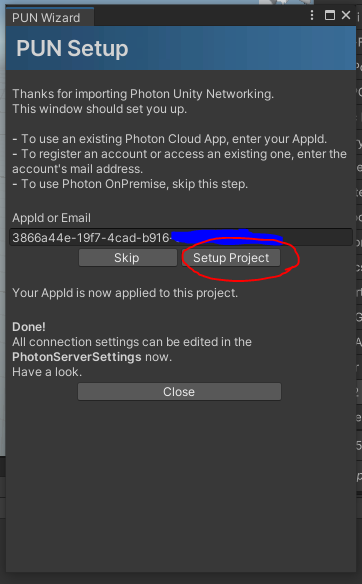 PUN Wizard
PUN Setup
Thanks for importing Photon Unity Networking.
This window should set you up.
- To use an existing Photon Cloud App, enter your AppId.
- To register an account or access an existing one, enter the
account's mail address.
- To use Photon OnPremise, skip this step.
AppId or Email
3866a44e-19f7-4cad-b916-
Skip
Setup Project
Your AppId is now applied to this project.
Done!
All connection settings can be edited in the
PhotonServerSettings now.
Have a look.
Close